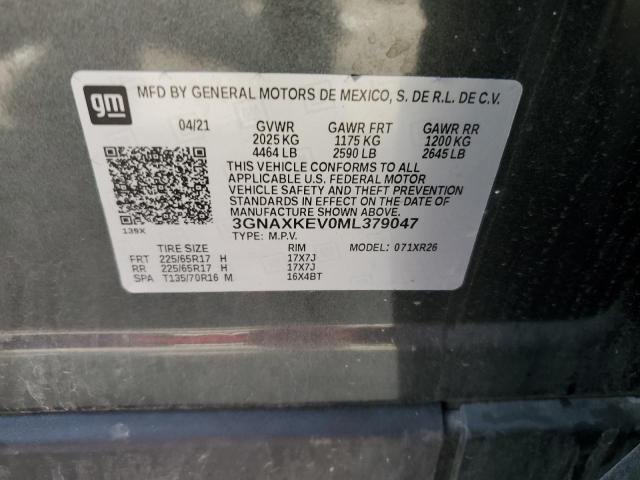 gm
MFD BY GENERAL MOTORS DE MEXICO, S. DE R.L. DE C.V.
04/21 GVWR GAWR FRT GAWR RR
2025 KG 1175 KG 1200 KG
4464 LB 2590 LB 2645 LB
THIS VEHICLE CONFORMS TO ALL
APPLICABLE U.S. FEDERAL MOTOR
VEHICLE SAFETY AND THEFT PREVENTION
STANDARDS IN EFFECT ON THE DATE OF
MANUFACTURE SHOWN ABOVE.
139X 3GNAXKEV0ML379047
TYPE: M.P.V. MODEL: 071XR26
TIRE SIZE RIM
FRT 225/65R17 H 17X7J
RR 225/65R17 H 17X7J
SPA T135/70R16 M 16X4BT